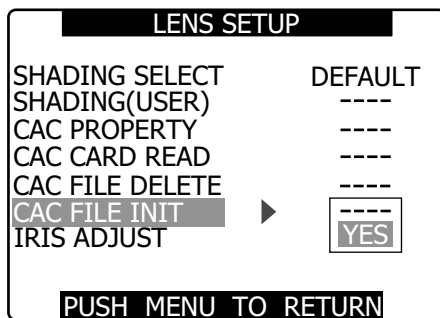 LENS SETUP
SHADING SELECT DEFAULT
SHADING(USER) ----
CAC PROPERTY ----
CAC CARD READ ----
CAC FILE DELETE ----
CAC FILE INIT ----
IRIS ADJUST YES
PUSH MENU TO RETURN